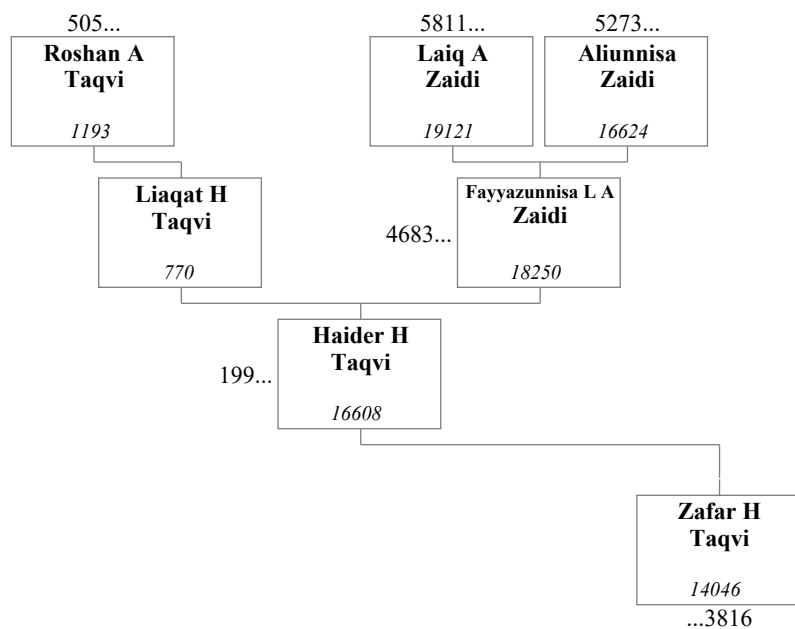 505...
5811...
5273...
Roshan A
Taqvi
1193
Laiq A
Zaidi
19121
Aliunnisa
Zaidi
16624
Liaqat H
Taqvi
770
4683...
Fayyazunnisa L A
Zaidi
18250
199...
Haider H
Taqvi
16608
Zafar H
Taqvi
14046
...3816